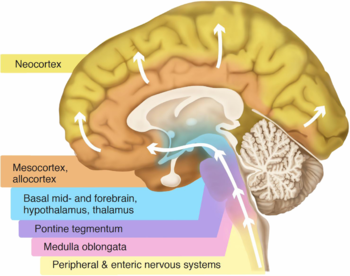 Neocortex
Mesocortex,
allocortex
Basal mid- and forebrain,
hypothalamus, thalamus
Pontine tegmentum
Medulla oblongata
Peripheral & enteric nervous systems